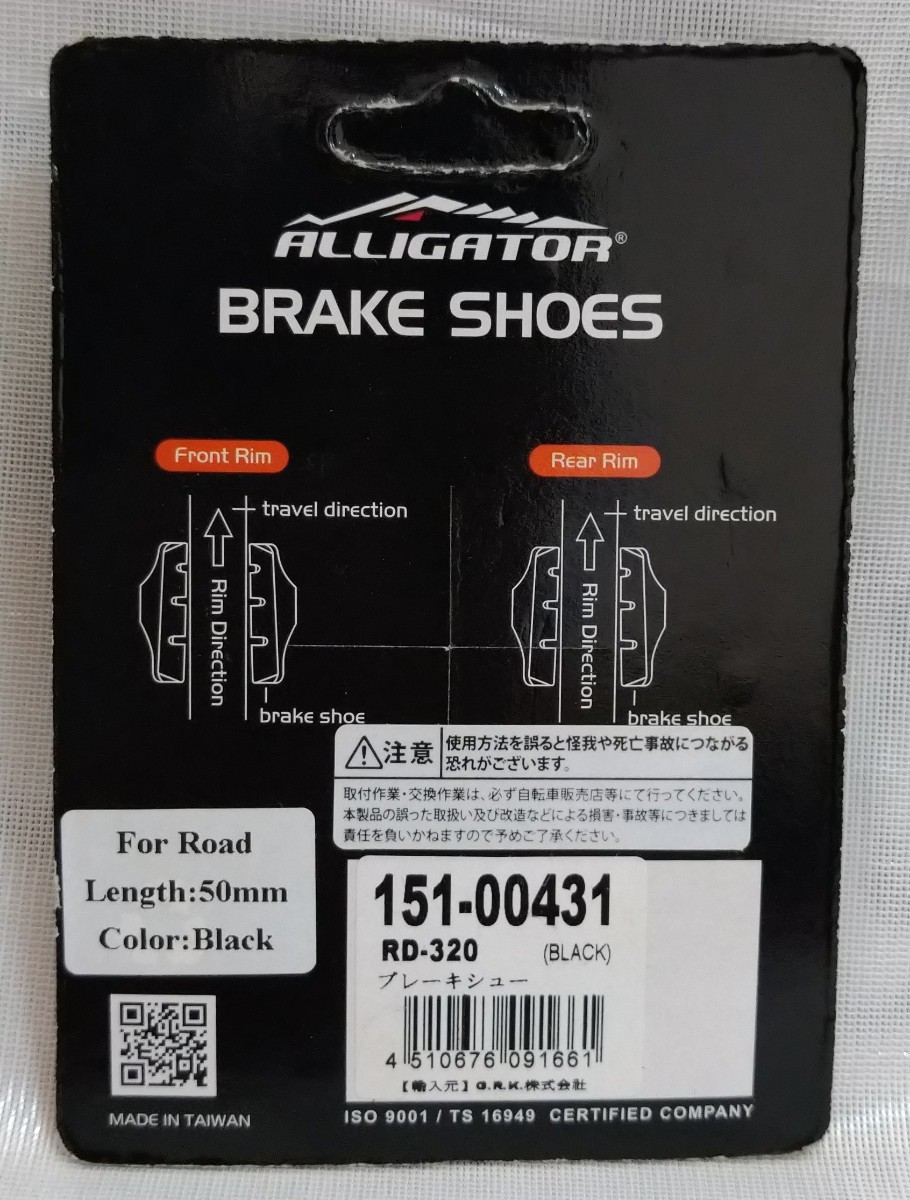 ALLIGATOR®
BRAKE SHOES
Front Rim
travel direction
Rim Direction
brake shoe
Rear Rim
travel direction
Rim Direction
brake shoe
注意
使用方法を誤ると怪我や死亡事故につながる
恐れがございます。
取付作業・交換作業は、必ず自転車販売店等にて行ってください。
本製品の誤った取扱い及び改造などによる損害・事故等につきましては
責任を負いかねますので予めご了承ください。
For Road
Length:50mm
Color:Black
151-00431
RD-320 (BLACK)
ブレーキシュー
4 510676 091661
【輸入元】G.R.K.株式会社
MADE IN TAIWAN
ISO 9001 / TS 16949 CERTIFIED COMPANY